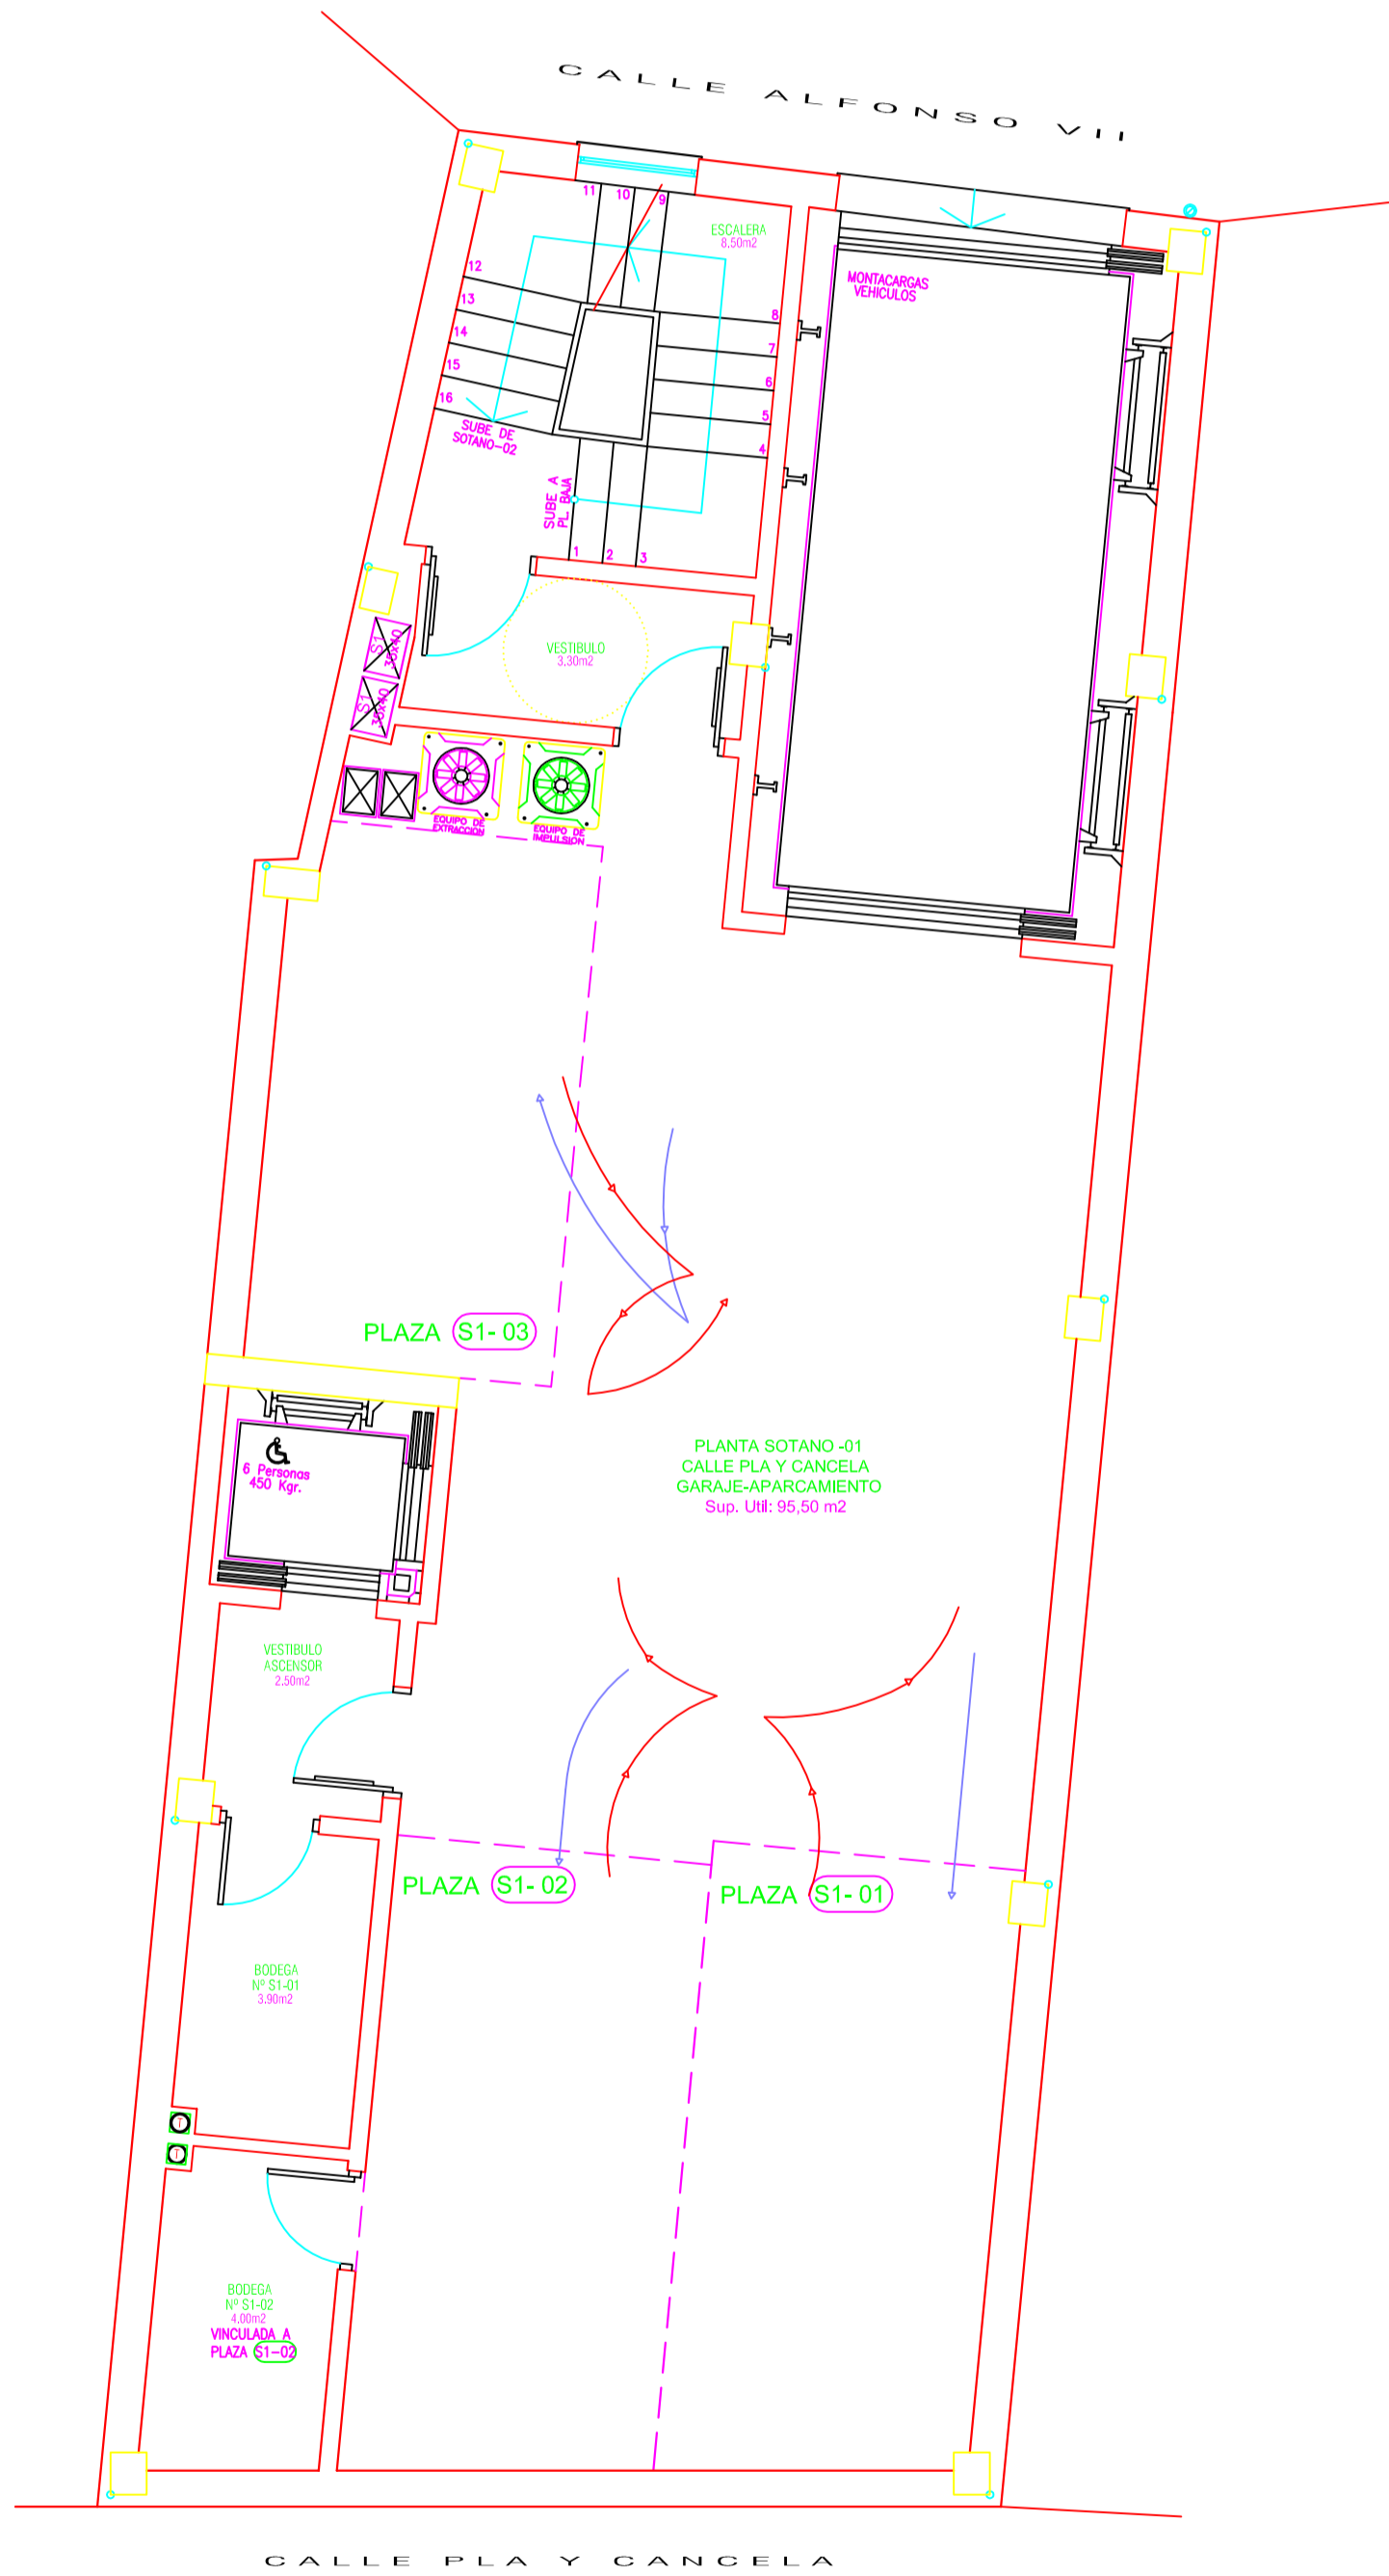 CALLE ALFONSO VII
11
10
9
ESCALERA
8.50m2
12
13
14
15
16
8
7
6
5
4
SUBE DE
SOTANO-02
SUBE A
PL. BAJA
1
2
3
MONTACARGAS
VEHICULOS
VESTIBULO
3.30m2
S1
35x40
S1
35x40
EQUIPO DE
EXTRACCION
EQUIPO DE
IMPULSION
PLAZA S1- 03
6 Personas
450 Kgr.
PLANTA SOTANO -01
CALLE PLA Y CANCELA
GARAJE-APARCAMIENTO
Sup. Util: 95,50 m2
VESTIBULO
ASCENSOR
2.50m2
PLAZA S1- 02
PLAZA S1- 01
BODEGA
Nº S1-01
3.90m2
T
T
BODEGA
Nº S1-02
4.00m2
VINCULADA A
PLAZA S1-02
CALLE PLA Y CANCELA